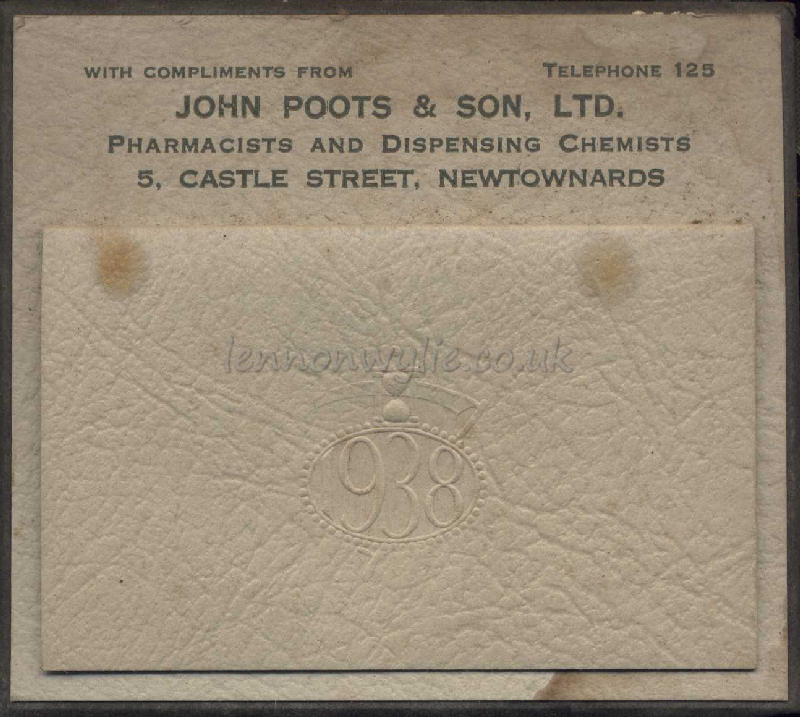 WITH COMPLIMENTS FROM
TELEPHONE 125
JOHN POOTS & SON, LTD.
PHARMACISTS AND DISPENSING CHEMISTS
5, CASTLE STREET, NEWTOWNARDS
lennonwylie.co.uk
1938